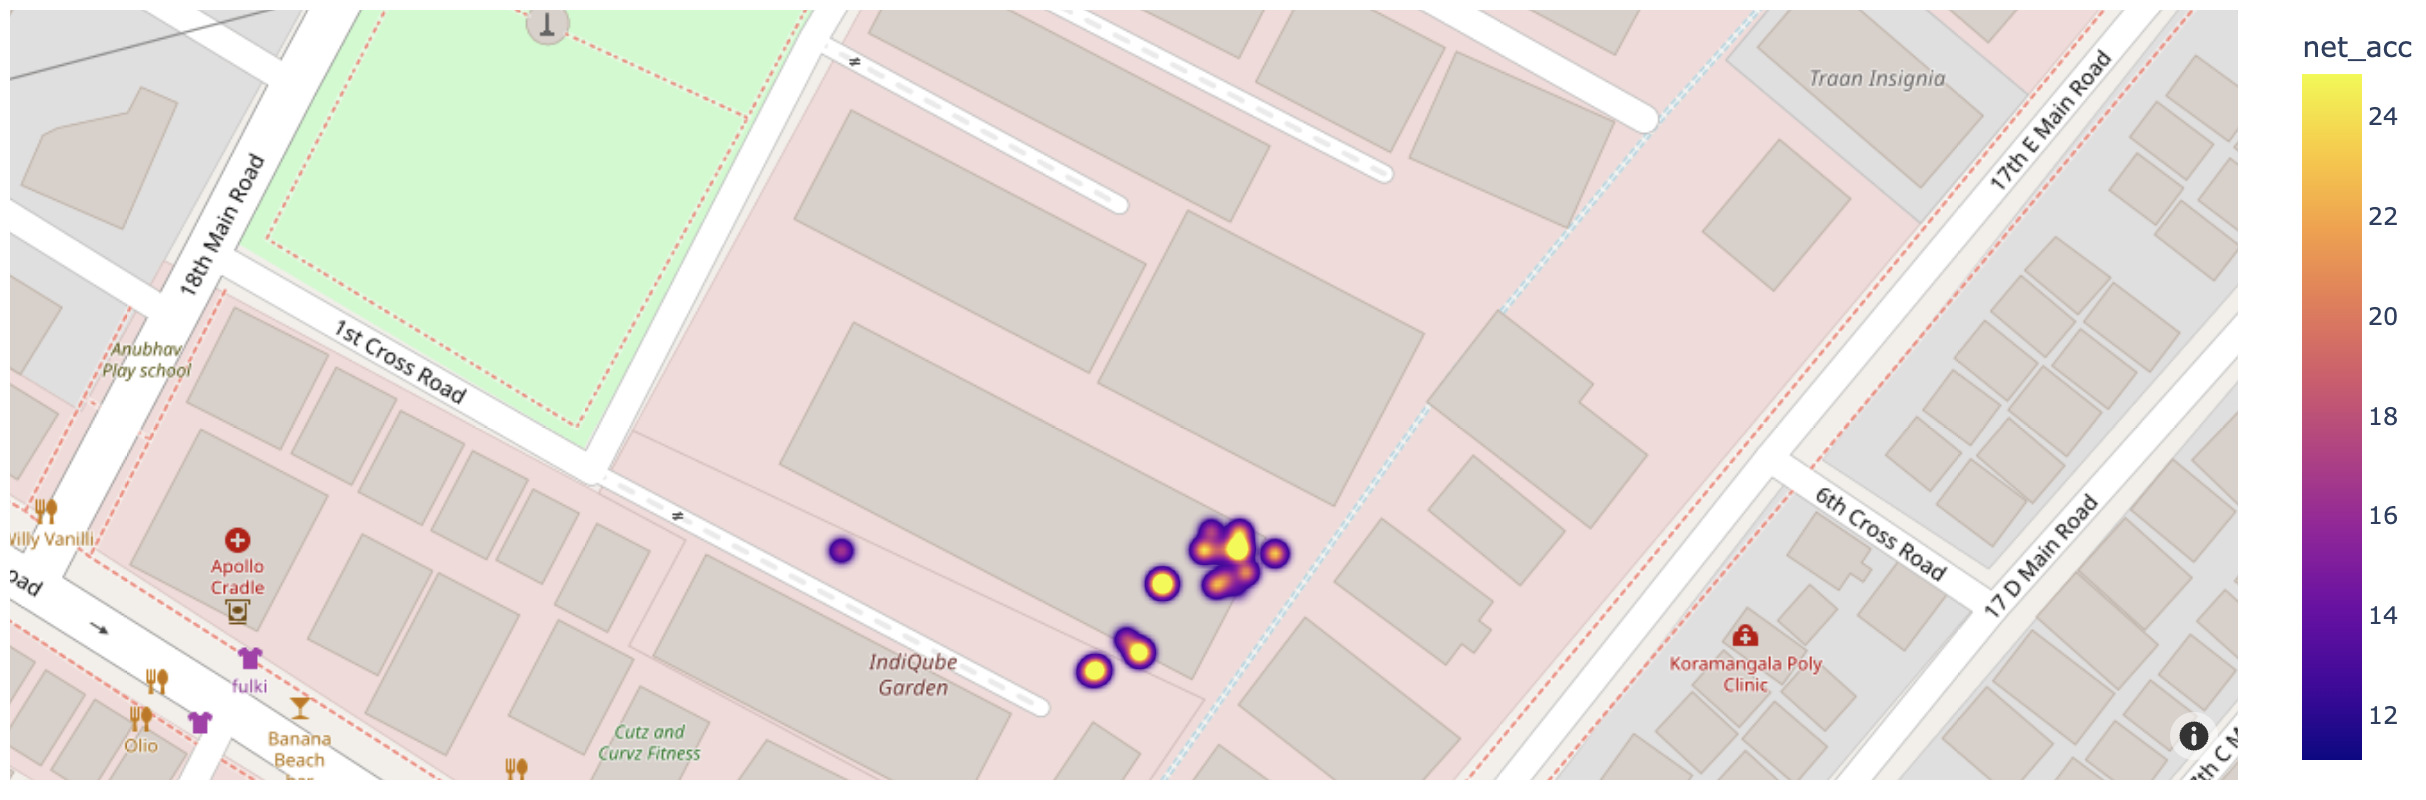 net_acc
24
22
20
18
16
14
12
Traan Insignia
17th E Main Road
18th Main Road
1st Cross Road
Anubhav
Play school
Willy Vanilli
Apollo
Cradle
oad
fulki
Olio
Banana
Beach
bar
Cutz and
Curvz Fitness
IndiQube
Garden
6th Cross Road
17 D Main Road
Koramangala Poly
Clinic
7th C M